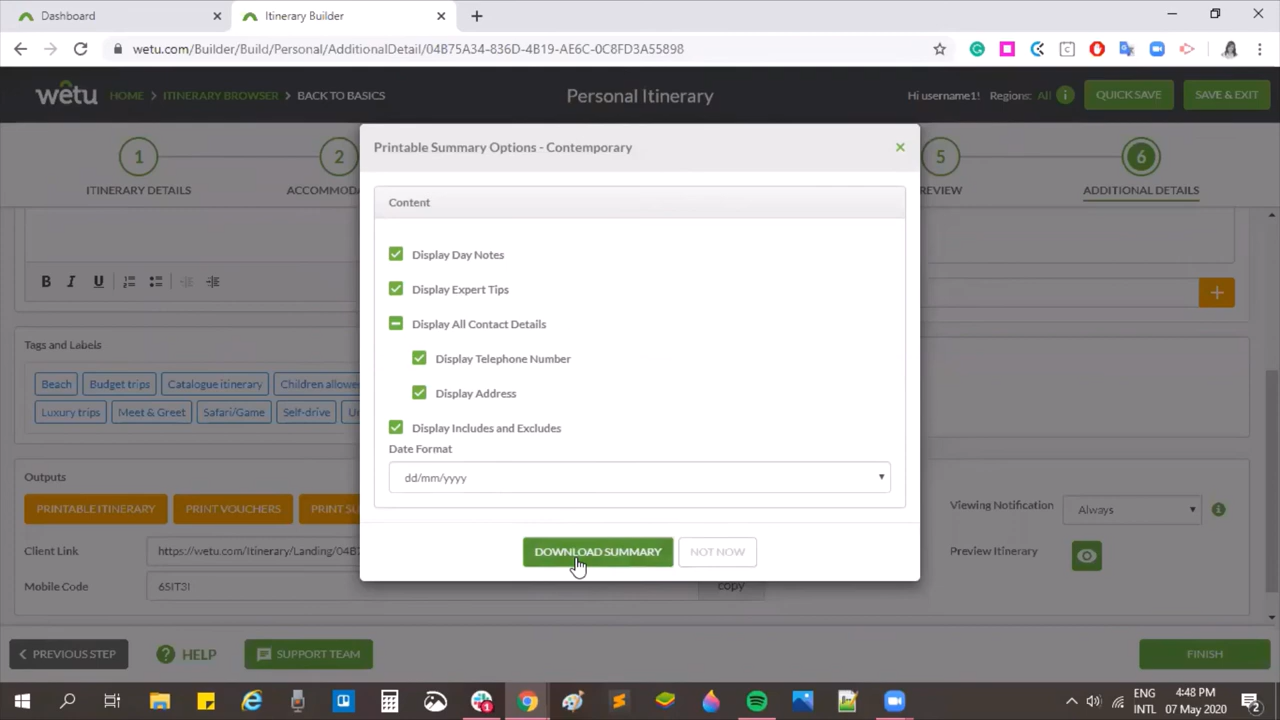 Dashboard
Itinerary Builder
wetu.com/Builder/Build/Personal/AdditionalDetail/04B75A34-836D-4B19-AE6C-0C8FD3A55898
wetu HOME ITINERARY BROWSER BACK TO BASICS
Personal Itinerary
Hi username1! Regions: All i QUICK SAVE SAVE & EXIT
1
ITINERARY DETAILS
2
5
6
ADDITIONAL DETAILS
Printable Summary Options - Contemporary
Content
Display Day Notes
Display Expert Tips
Display All Contact Details
Display Telephone Number
Display Address
Display Includes and Excludes
Date Format
dd/mm/yyyy
DOWNLOAD SUMMARY NOT NOW
B I U
Tags and Labels
Beach Budget trips Catalogue itinerary
Luxury trips Meet & Greet Safari/Game Self-drive
Outputs
PRINTABLE ITINERARY PRINT VOUCHERS PRINT
Client Link https://wetu.com/Itinerary/Landing/04B
Mobile Code 6SIT3I copy
Viewing Notification Always
Preview Itinerary
PREVIOUS STEP ? HELP SUPPORT TEAM FINISH
ENG
INTL
4:48 PM
07 May 2020
2